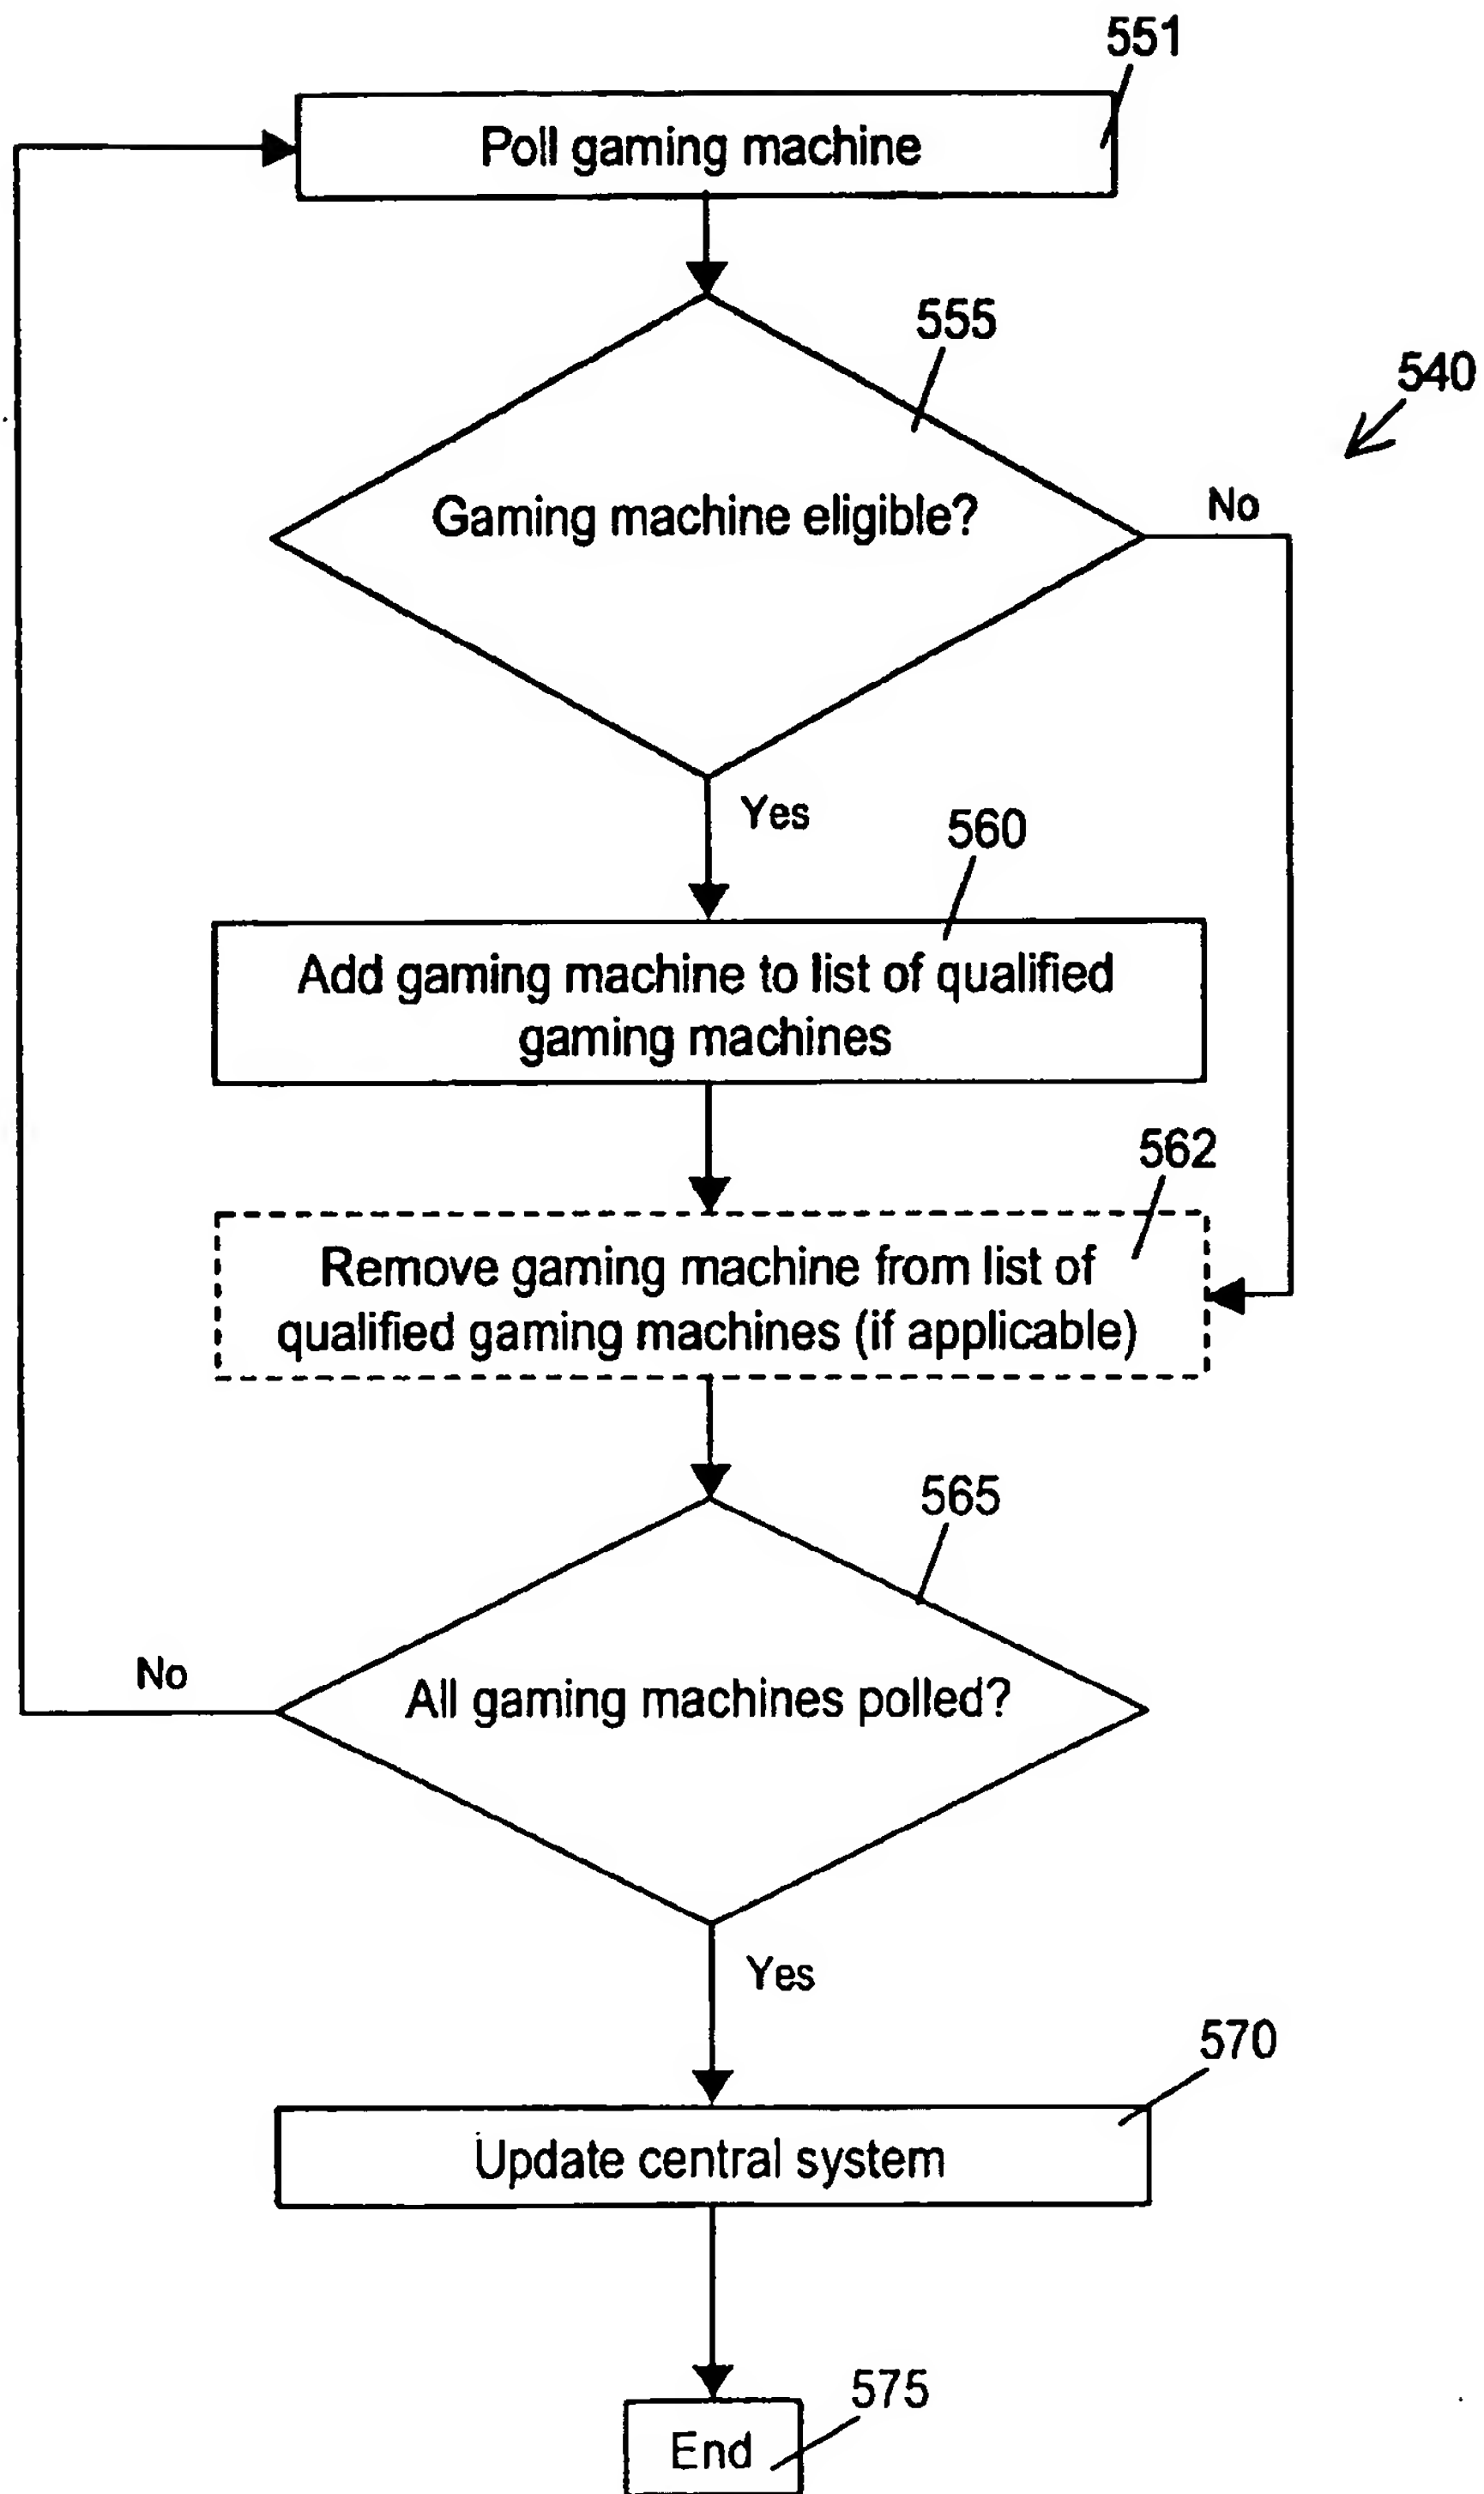 551
Poll gaming machine
555
540
Gaming machine eligible?
No
Yes
560
Add gaming machine to list of qualified
gaming machines
562
Remove gaming machine from list of
qualified gaming machines (if applicable)
565
No
All gaming machines polled?
Yes
570
Update central system
575
End